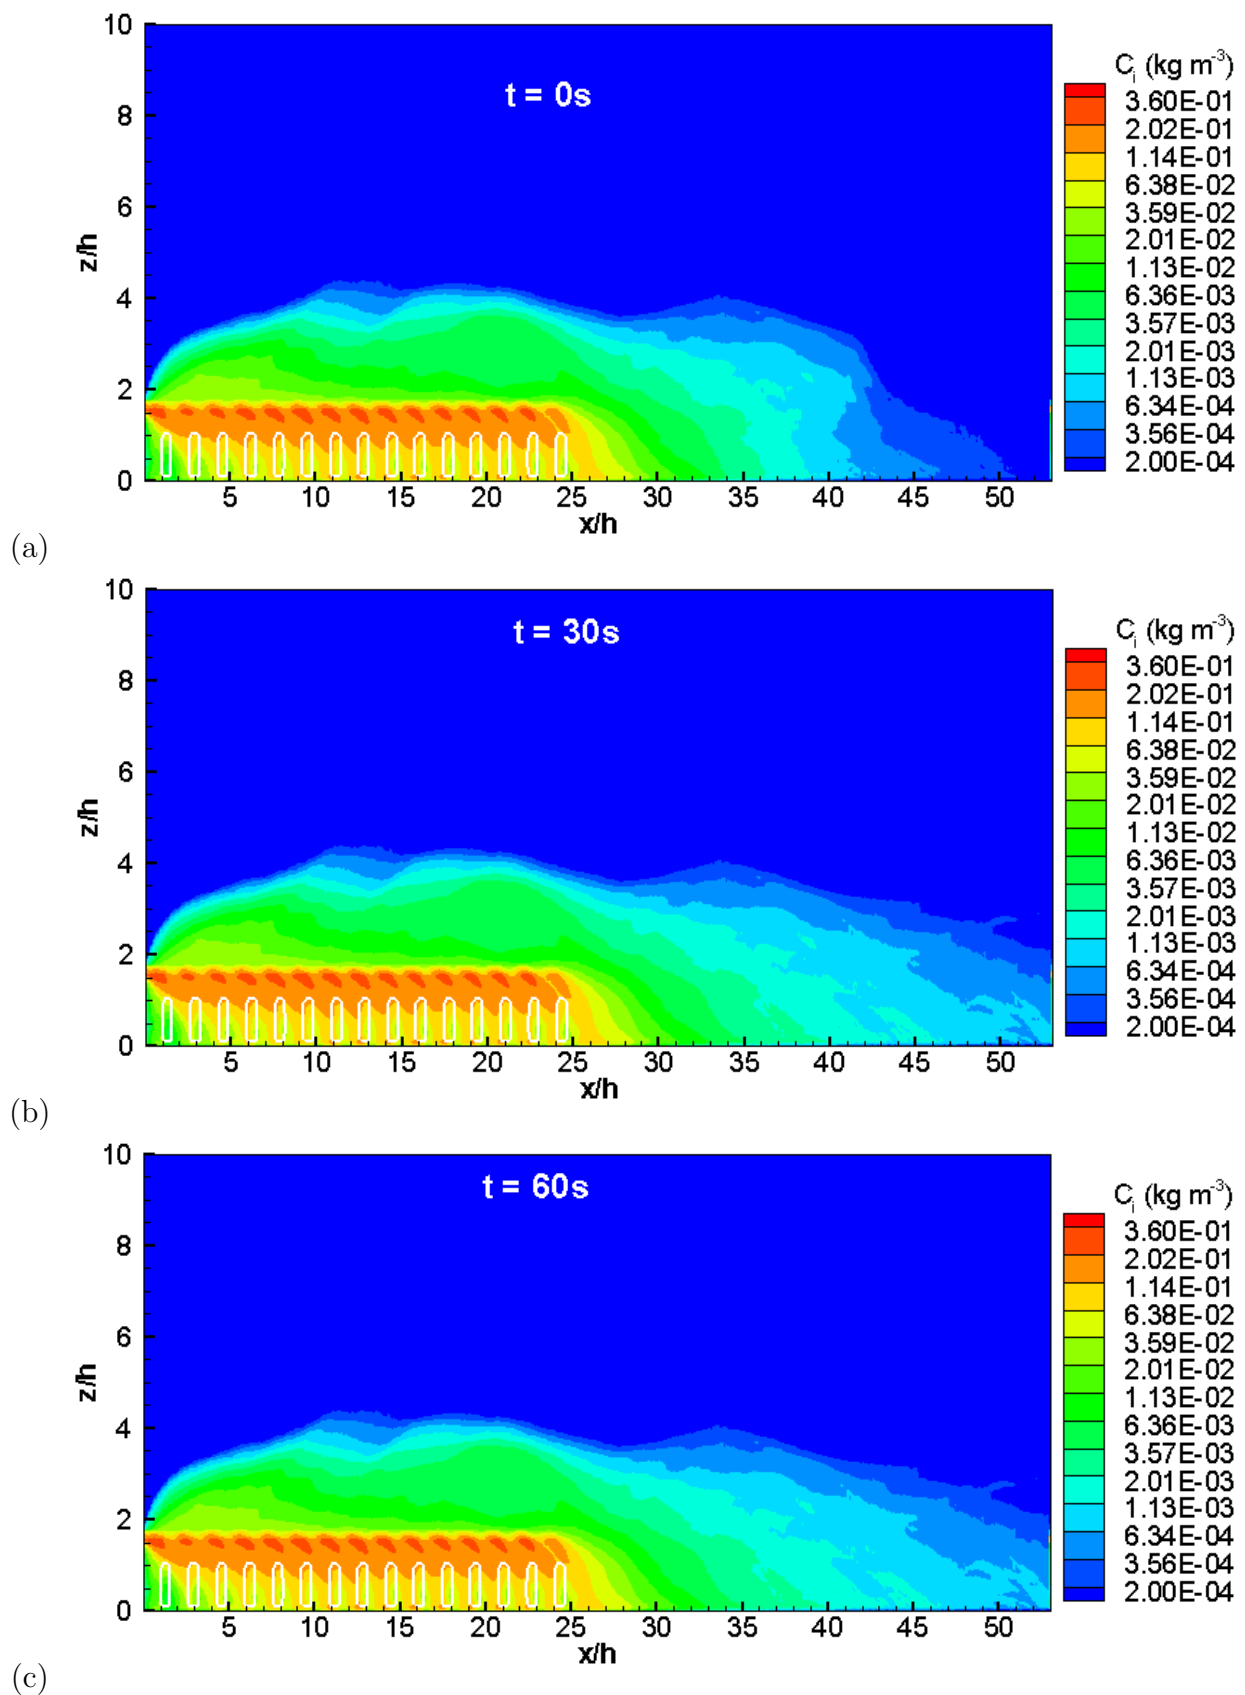 10
8
6
4
2
0
z/h
t = 0s
5 10 15 20 25 30 35 40 45 50
x/h
C_i (kg m^-3)
3.60E-01
2.02E-01
1.14E-01
6.38E-02
3.59E-02
2.01E-02
1.13E-02
6.36E-03
3.57E-03
2.01E-03
1.13E-03
6.34E-04
3.56E-04
2.00E-04
(a)
10
8
6
4
2
0
z/h
t = 30s
5 10 15 20 25 30 35 40 45 50
x/h
C_i (kg m^-3)
3.60E-01
2.02E-01
1.14E-01
6.38E-02
3.59E-02
2.01E-02
1.13E-02
6.36E-03
3.57E-03
2.01E-03
1.13E-03
6.34E-04
3.56E-04
2.00E-04
(b)
10
8
6
4
2
0
z/h
t = 60s
5 10 15 20 25 30 35 40 45 50
x/h
C_i (kg m^-3)
3.60E-01
2.02E-01
1.14E-01
6.38E-02
3.59E-02
2.01E-02
1.13E-02
6.36E-03
3.57E-03
2.01E-03
1.13E-03
6.34E-04
3.56E-04
2.00E-04
(c)